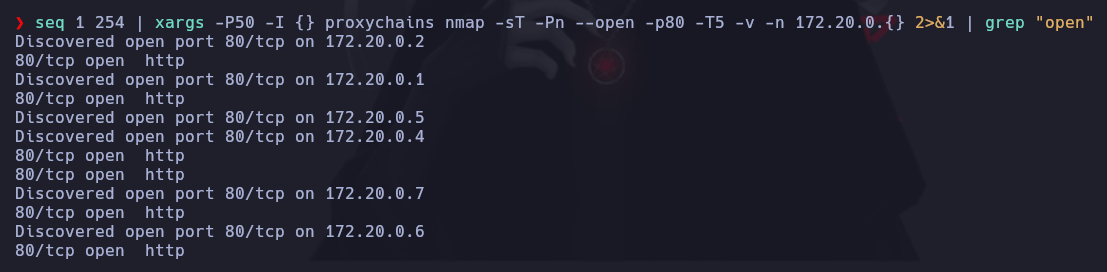 ❯ seq 1 254 | xargs -P50 -I {} proxychains nmap -sT -Pn --open -p80 -T5 -v -n 172.20.0.{} 2>&1 | grep "open"
Discovered open port 80/tcp on 172.20.0.2
80/tcp open  http
Discovered open port 80/tcp on 172.20.0.1
80/tcp open  http
Discovered open port 80/tcp on 172.20.0.5
Discovered open port 80/tcp on 172.20.0.4
80/tcp open  http
80/tcp open  http
Discovered open port 80/tcp on 172.20.0.7
80/tcp open  http
Discovered open port 80/tcp on 172.20.0.6
80/tcp open  http